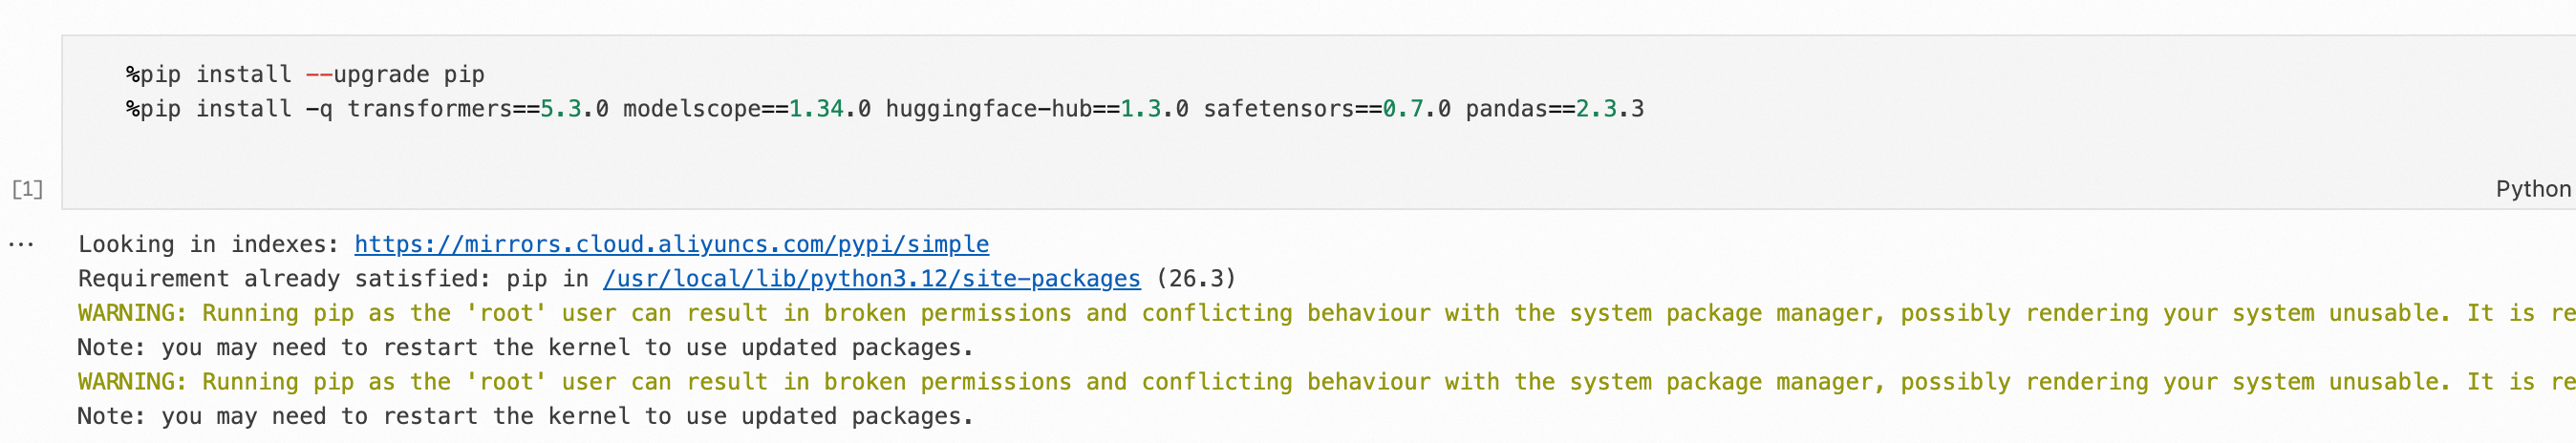 %pip install --upgrade pip
%pip install -q transformers==5.3.0 modelscope==1.34.0 huggingface-hub==1.3.0 safetensors==0.7.0 pandas==2.3.3
[1]
Python
... Looking in indexes: https://mirrors.cloud.aliyuncs.com/pypi/simple
Requirement already satisfied: pip in /usr/local/lib/python3.12/site-packages (26.3)
WARNING: Running pip as the 'root' user can result in broken permissions and conflicting behaviour with the system package manager, possibly rendering your system unusable. It is re
Note: you may need to restart the kernel to use updated packages.
WARNING: Running pip as the 'root' user can result in broken permissions and conflicting behaviour with the system package manager, possibly rendering your system unusable. It is re
Note: you may need to restart the kernel to use updated packages.